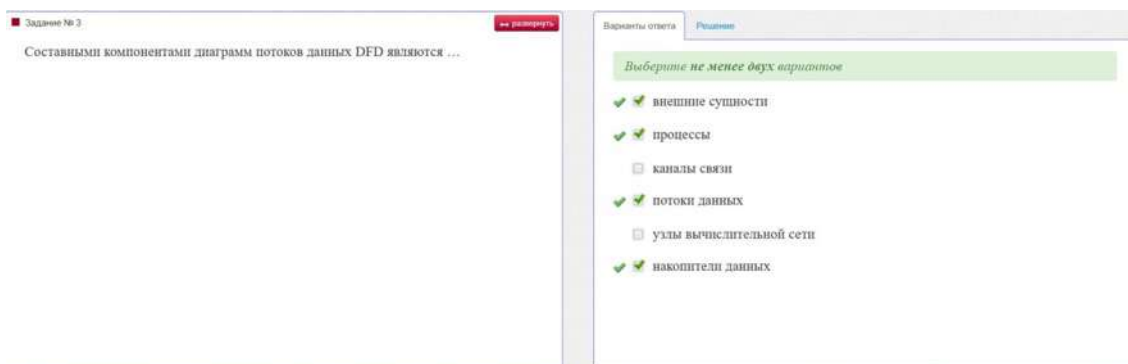 Задание № 3
развернуть
Составными компонентами диаграмм потоков данных DFD являются …
Варианты ответа
Решение
Выберите не менее двух вариантов
внешние сущности
процессы
каналы связи
потоки данных
узлы вычислительной сети
накопители данных